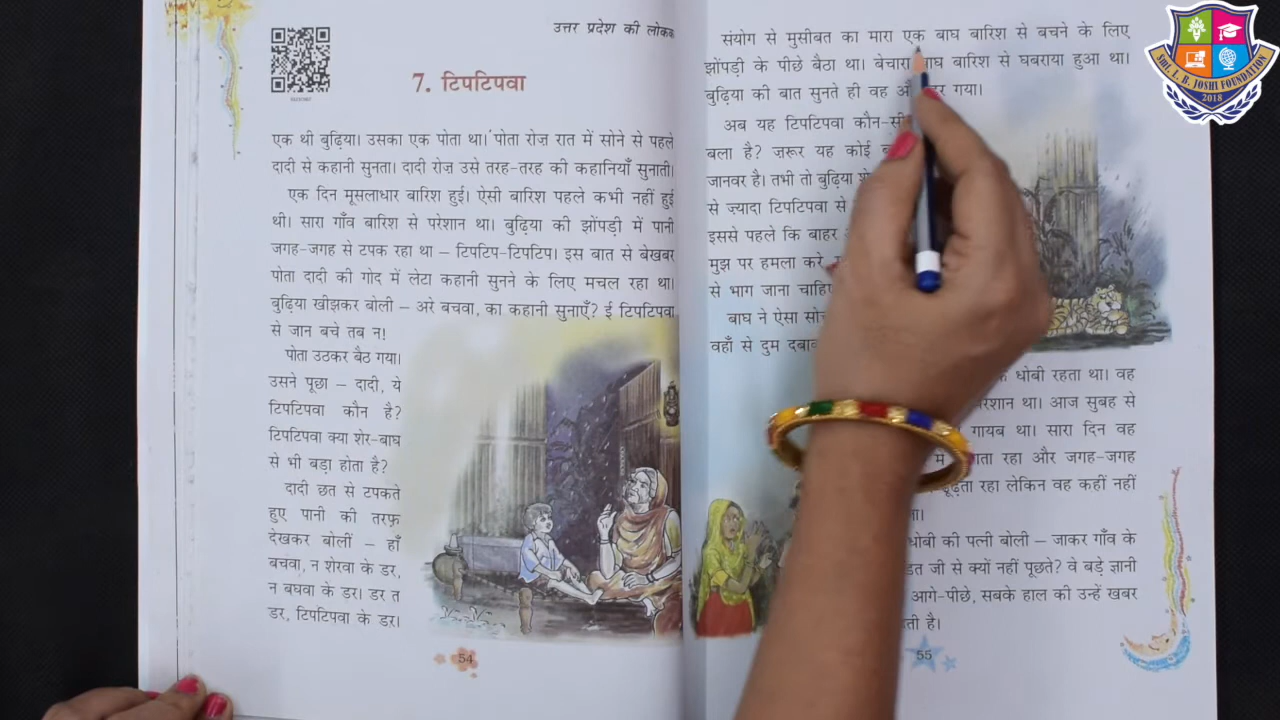 उत्तर प्रदेश की
7. टिपटिपवा
एक थी बुढ़िया। उसका एक पोता था। पोता रोज़ रात में सोने से पहले
दादी से कहानी सुनता। दादी रोज़ उसे तरह-तरह की कहानियाँ सुनाती।
एक दिन मूसलाधार बारिश हुई। ऐसी बारिश पहले कभी नहीं हुई
थी। सारा गाँव बारिश से परेशान था। बुढ़िया की झोंपड़ी में पानी
जगह-जगह से टपक रहा था – टिपटिप-टिपटिप। इस बात से बेखबर
पोता दादी की गोद में लेटा कहानी सुनने के लिए मचल रहा था।
बुढ़िया खीझकर बोली – अरे बचवा, का कहानी सुनाएँ? ई टिपटिपवा
से जान बचे तब न!
पोता उठकर बैठ गया।
उसने पूछा – दादी, ये
टिपटिपवा कौन है?
टिपटिपवा क्या शेर-बाघ
से भी बड़ा होता है?
दादी छत से टपकते
हुए पानी की तरफ़
देखकर बोलीं – हाँ
बचवा, न शेरवा के डर,
न बघवा के डर। डर त
डर, टिपटिपवा के डर।
54
संयोग से मुसीबत का मारा एक बाघ बारिश से बचने के लिए
झोंपड़ी के पीछे बैठा था। बेचारा बाघ बारिश से घबराया हुआ था।
बुढ़िया की बात सुनते ही वह गया।
अब यह टिपटिपवा
बला है? ज़रूर यह कोई
जानवर है। तभी तो बुढ़िया
से ज्यादा टिपटिपवा से
इससे पहले कि बाहर
मुझ पर हमला करे,
से भाग जाना चाहिए
बाघ ने ऐसा
वहाँ से दुम
धोबी रहता था। वह
था। आज सुबह से
गायब था। सारा दिन वह
में रहा और जगह-जगह
ढूँढ़ता रहा लेकिन वह कहीं नहीं
धोबी की पत्नी बोली – जाकर गाँव के
जी से क्यों नहीं पूछते? वे बड़े ज्ञानी
आगे-पीछे, सबके हाल की उन्हें खबर
है।
55
SMT. I. B. JOSHI FOUNDATION
2018